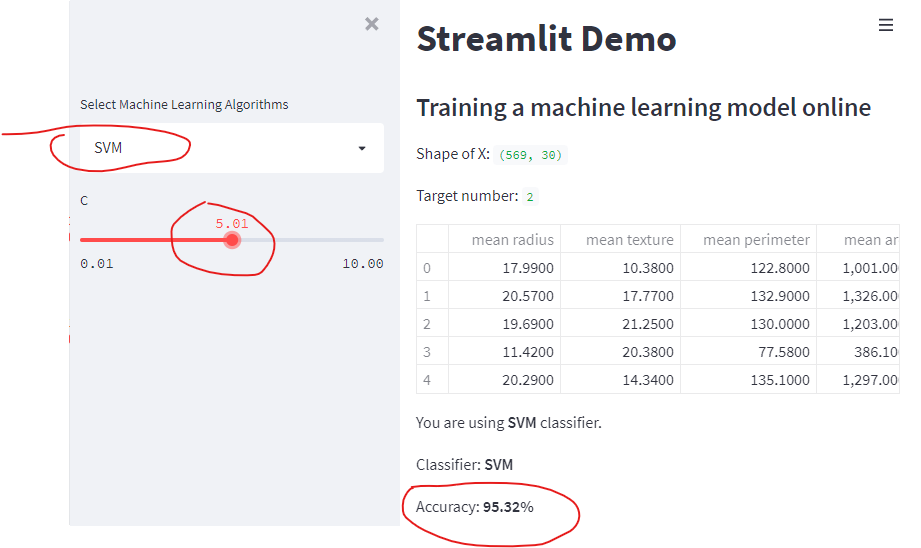 ×
Select Machine Learning Algorithms
SVM
C
5.01
0.01 10.00
Streamlit Demo
Training a machine learning model online
Shape of X: (569, 30)
Target number: 2
mean radius mean texture mean perimeter mean ar
0 17.9900 10.3800 122.8000 1,001.00
1 20.5700 17.7700 132.9000 1,326.00
2 19.6900 21.2500 130.0000 1,203.00
3 11.4200 20.3800 77.5800 386.10
4 20.2900 14.3400 135.1000 1,297.00
You are using SVM classifier.
Classifier: SVM
Accuracy: 95.32%